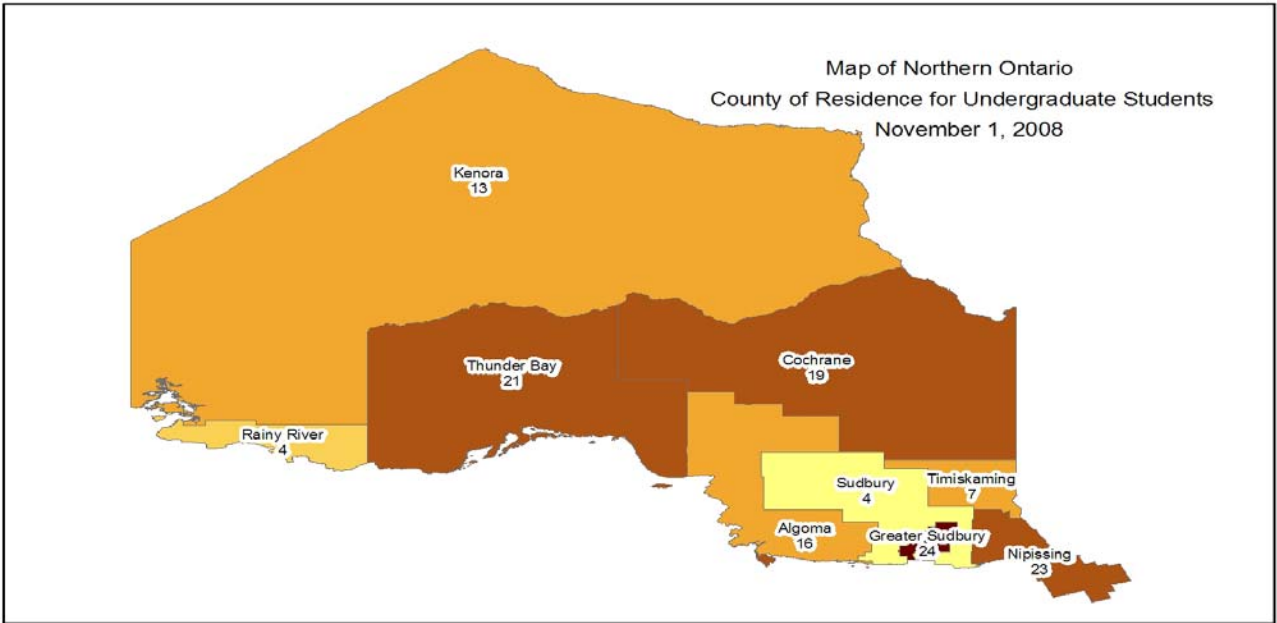 Map of Northern Ontario
County of Residence for Undergraduate Students
November 1, 2008
Kenora
13
Thunder Bay
21
Cochrane
19
Rainy River
4
Sudbury
4
Timiskaming
7
Algoma
16
Greater Sudbury
24
Nipissing
23